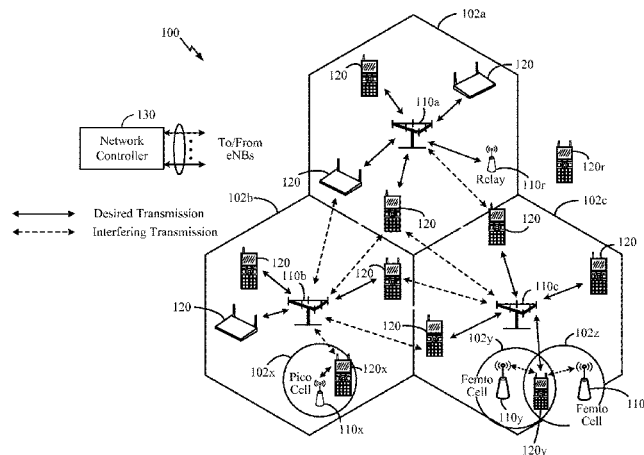 100
102a
120
120
110a
130
Network
Controller
To/From
eNBs
120
Relay
110r
120r
102b
102c
Desired Transmission
Interfering Transmission
120
120
120
110b
120
110c
120
120
120
102y
102z
102x
Pico
Cell
120x
110x
Femto
Cell
110y
120y
Femto
Cell
110